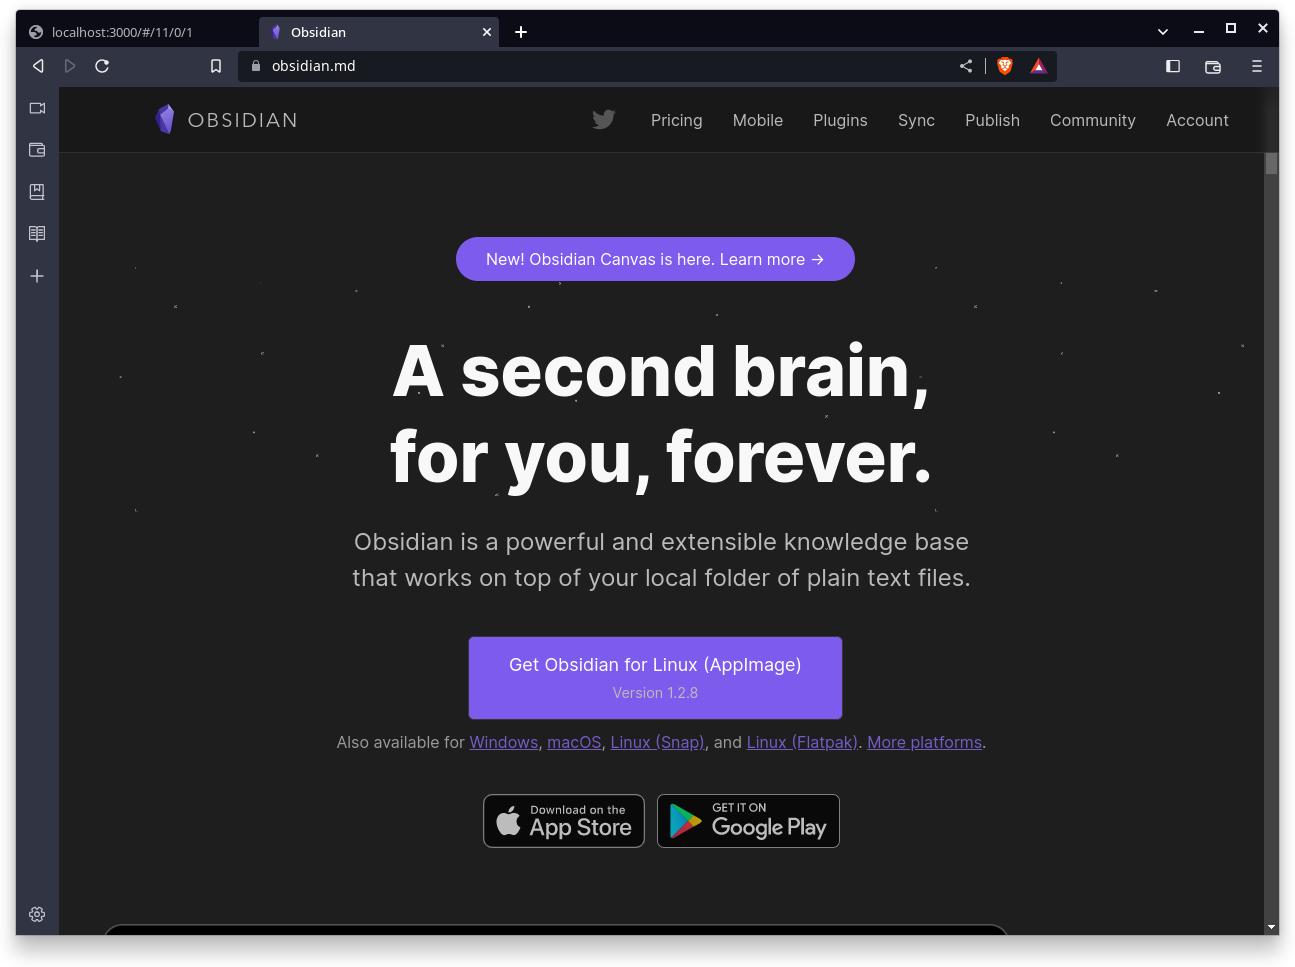 localhost:3000/#/11/0/1
Obsidian
obsidian.md
OBSIDIAN
Pricing Mobile Plugins Sync Publish Community Account
New! Obsidian Canvas is here. Learn more →
A second brain,
for you, forever.
Obsidian is a powerful and extensible knowledge base
that works on top of your local folder of plain text files.
Get Obsidian for Linux (AppImage)
Version 1.2.8
Also available for Windows, macOS, Linux (Snap), and Linux (Flatpak). More platforms.
Download on the
App Store
GET IT ON
Google Play